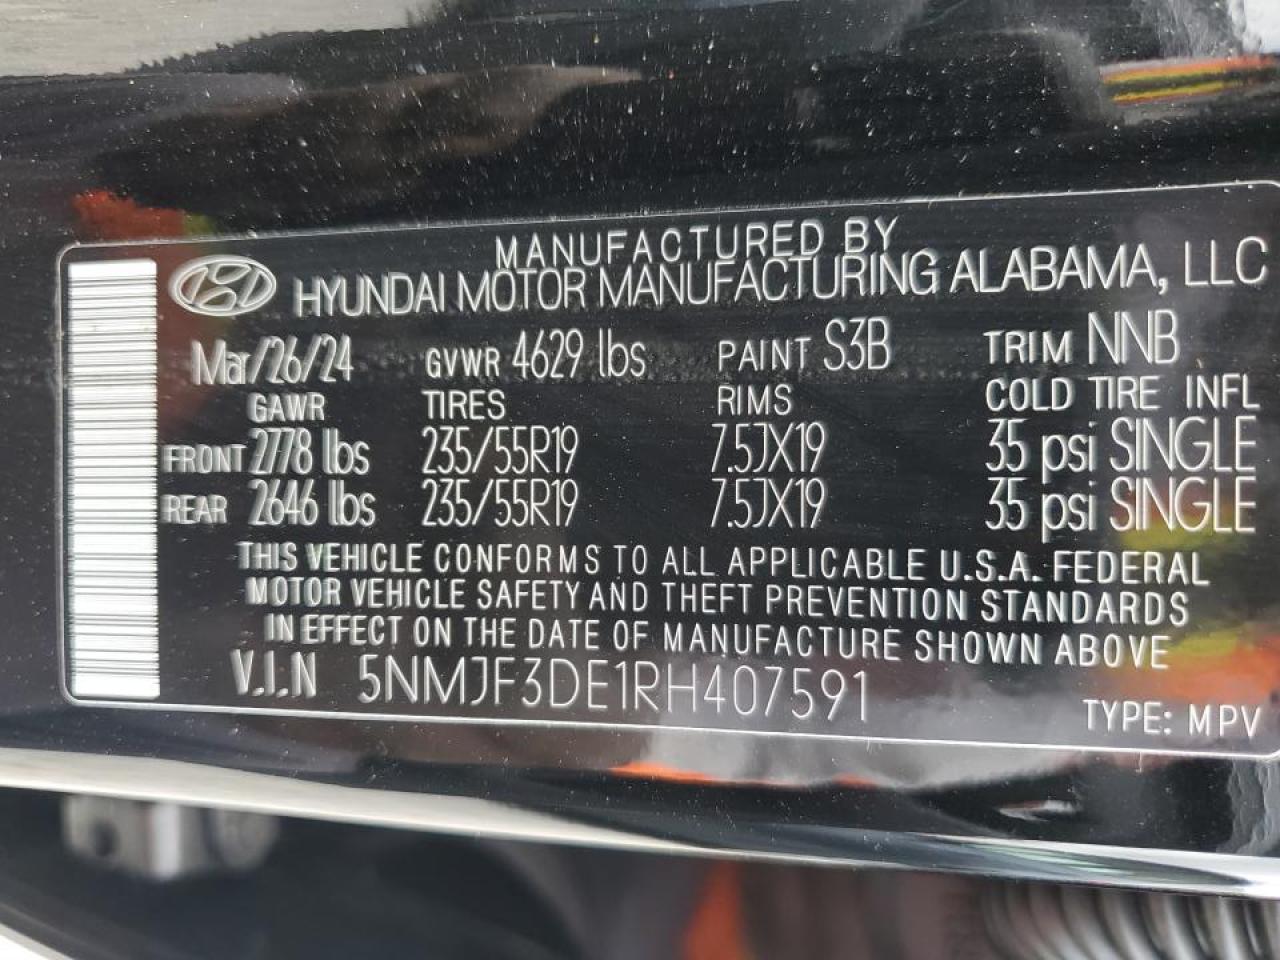 MANUFACTURED BY
HYUNDAI MOTOR MANUFACTURING ALABAMA, LLC
Mar/26/24 GVWR 4629 lbs PAINT S3B TRIM NNB
GAWR TIRES RIMS COLD TIRE INFL
FRONT 2778 lbs 235/55R19 7.5JX19 35 psi SINGLE
REAR 2646 lbs 235/55R19 7.5JX19 35 psi SINGLE
THIS VEHICLE CONFORMS TO ALL APPLICABLE U.S.A. FEDERAL
MOTOR VEHICLE SAFETY AND THEFT PREVENTION STANDARDS
IN EFFECT ON THE DATE OF MANUFACTURE SHOWN ABOVE
V.I.N 5NMJF3DE1RH407591
TYPE: MPV